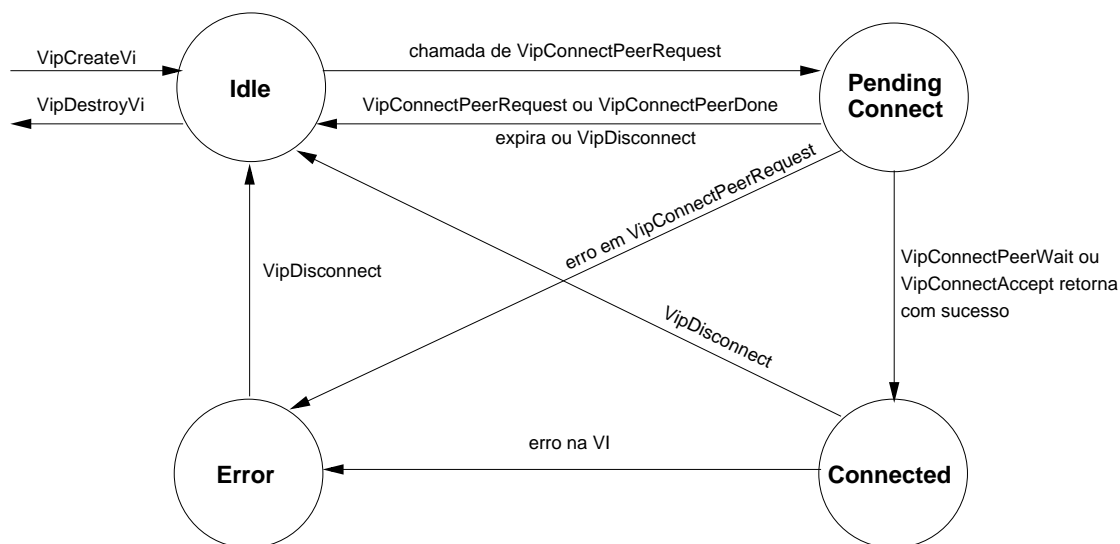 VipCreateVi
VipDestroyVi
Idle
chamada de VipConnectPeerRequest
VipConnectPeerRequest ou VipConnectPeerDone
expira ou VipDisconnect
Pending
Connect
erro em VipConnectPeerRequest
VipDisconnect
VipDisconnect
VipConnectPeerWait ou
VipConnectAccept retorna
com sucesso
Error
erro na VI
Connected